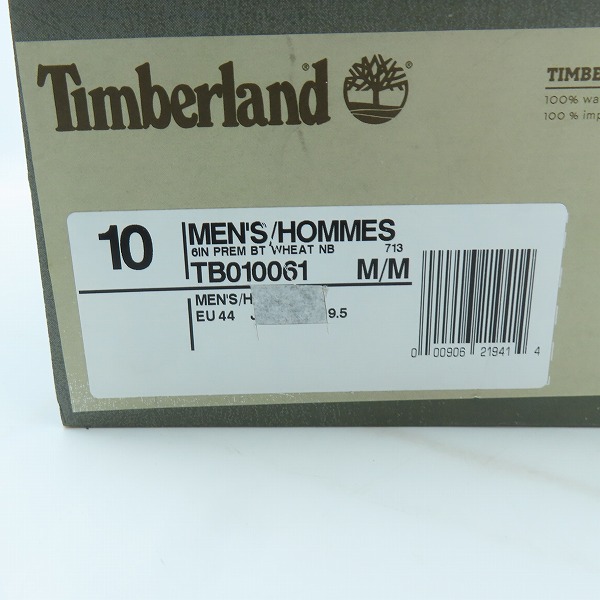 Timberland®
TIMBE
100% wa
100 % imp
10
MEN'S/HOMMES
6IN PREM BT WHEAT NB 713
TB010061 M/M
MEN'S/H
EU 44 J 9.5
0 00906 21941 4